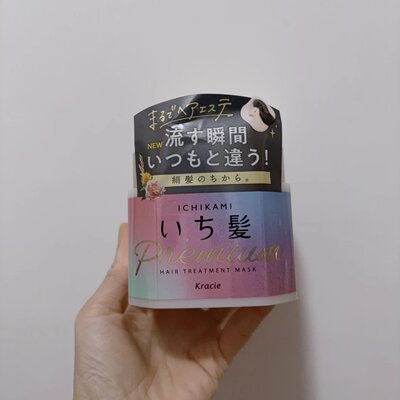 まるでヘアエステ
NEW
流す瞬間
いつもと違う!
絹髪のちから。
ICHIKAMI
いち髪
Premium
HAIR TREATMENT MASK
Kracie